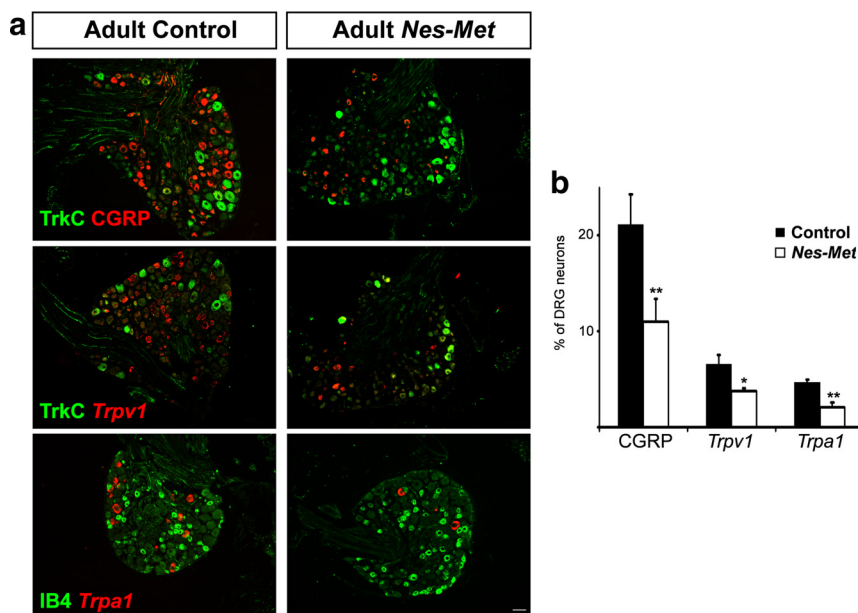 a
Adult Control
Adult Nes-Met
TrkC CGRP
TrkC Trpv1
IB4 Trpa1
b
% of DRG neurons
20
10
Control
Nes-Met
**
*
**
CGRP
Trpv1
Trpa1